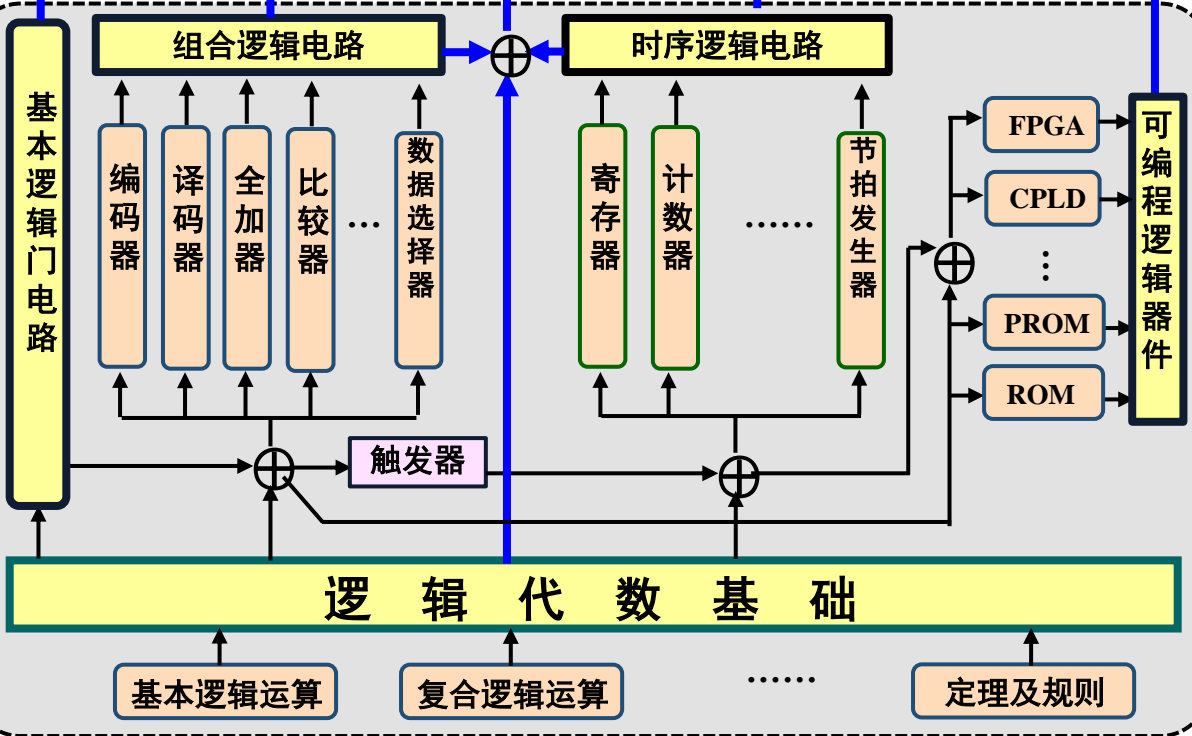 组合逻辑电路
时序逻辑电路
基本逻辑门电路
编码器
译码器
全加器
比较器
…
数据选择器
寄存器
计数器
……
节拍发生器
FPGA
CPLD
⋮
PROM
ROM
可编程逻辑器件
触发器
逻辑代数基础
基本逻辑运算
复合逻辑运算
……
定理及规则